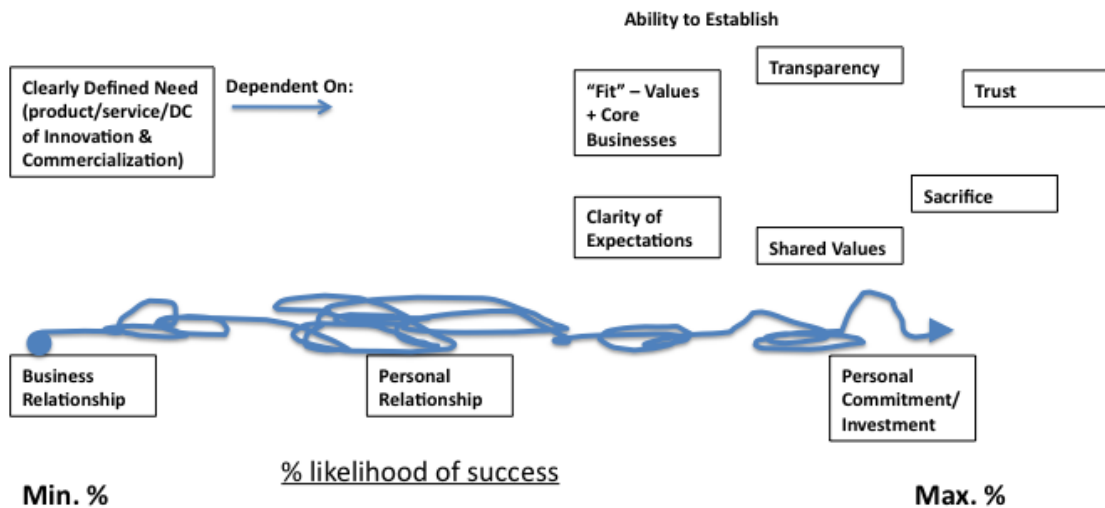 Ability to Establish
Clearly Defined Need
(product/service/DC
of Innovation &
Commercialization)
Dependent On:
“Fit” – Values
+ Core
Businesses
Transparency
Trust
Clarity of
Expectations
Shared Values
Sacrifice
Business
Relationship
Personal
Relationship
Personal
Commitment/
Investment
% likelihood of success
Min. %
Max. %